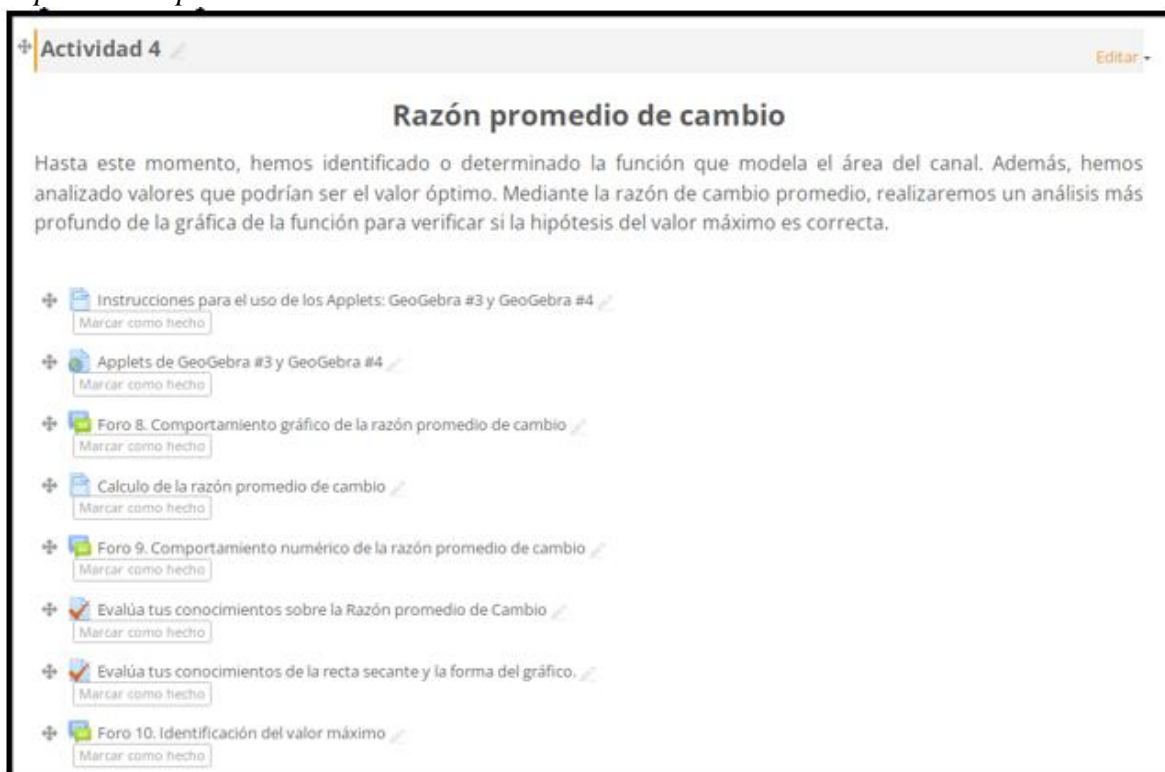 Actividad 4
Editar
Razón promedio de cambio
Hasta este momento, hemos identificado o determinado la función que modela el área del canal. Además, hemos
analizado valores que podrían ser el valor óptimo. Mediante la razón de cambio promedio, realizaremos un análisis más
profundo de la gráfica de la función para verificar si la hipótesis del valor máximo es correcta.
Instrucciones para el uso de los Applets: GeoGebra #3 y GeoGebra #4
Marcar como hecho
Applets de GeoGebra #3 y GeoGebra #4
Marcar como hecho
Foro 8. Comportamiento gráfico de la razón promedio de cambio
Marcar como hecho
Calculo de la razón promedio de cambio
Marcar como hecho
Foro 9. Comportamiento numérico de la razón promedio de cambio
Marcar como hecho
Evalúa tus conocimientos sobre la Razón promedio de Cambio
Marcar como hecho
Evalúa tus conocimientos de la recta secante y la forma del gráfico.
Marcar como hecho
Foro 10. Identificación del valor máximo
Marcar como hecho